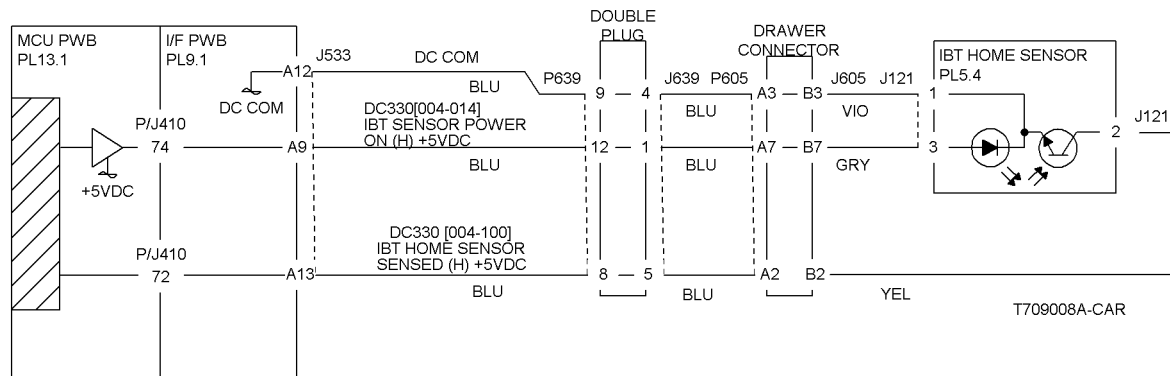 DOUBLE
PLUG
DRAWER
CONNECTOR
MCU PWB
PL13.1
I/F PWB
PL9.1
A12
J533
DC COM
BLU
P639
9
4
J639
P605
BLU
A3
B3
J605
J121
VIO
IBT HOME SENSOR
PL5.4
1
DC COM
P/J410
74
+5VDC
A9
DC330[004-014]
IBT SENSOR POWER
ON (H) +5VDC
BLU
12
1
BLU
A7
B7
GRY
3
2
J121
P/J410
72
A13
DC330 [004-100]
IBT HOME SENSOR
SENSED (H) +5VDC
BLU
8
5
BLU
A2
B2
YEL
T709008A-CAR